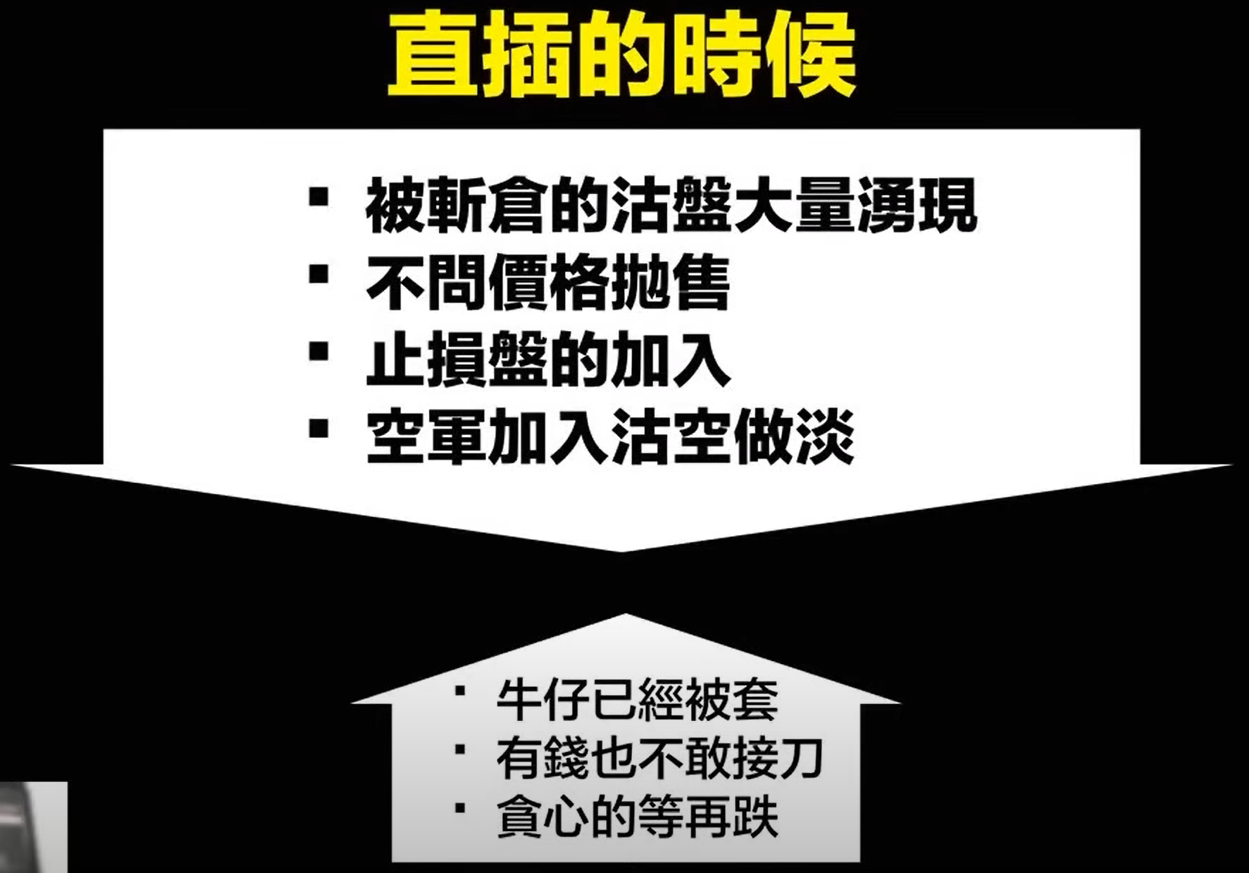 直插的時候
▪ 被斬倉的沽盤大量湧現
▪ 不問價格拋售
▪ 止損盤的加入
▪ 空軍加入沽空做淡
▪ 牛仔已經被套
▪ 有錢也不敢接刀
▪ 貪心的等再跌